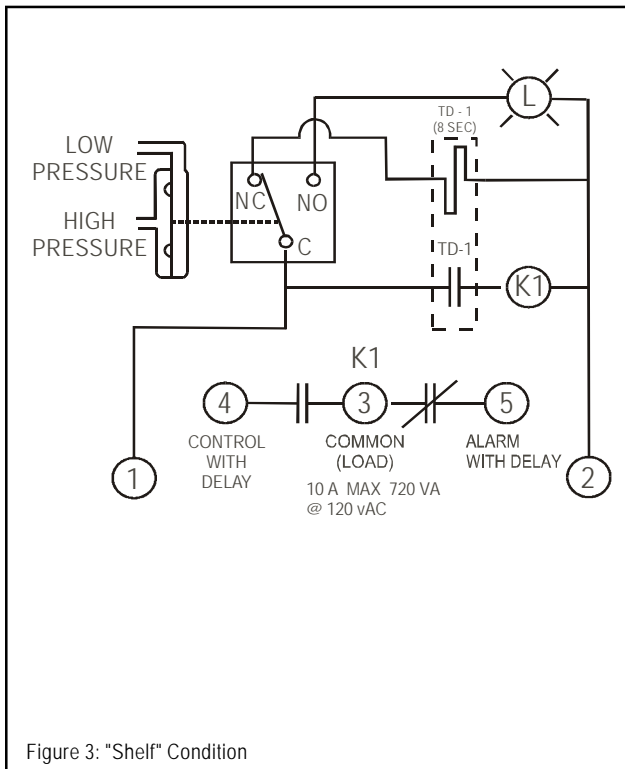 L
TD - 1
(8 SEC)
LOW
PRESSURE
NC
NO
HIGH
PRESSURE
C
TD-1
K1
K1
4
3
5
CONTROL
WITH
DELAY
COMMON
(LOAD)
ALARM
WITH DELAY
1
2
10 A MAX 720 VA
@ 120 vAC
Figure 3: "Shelf" Condition